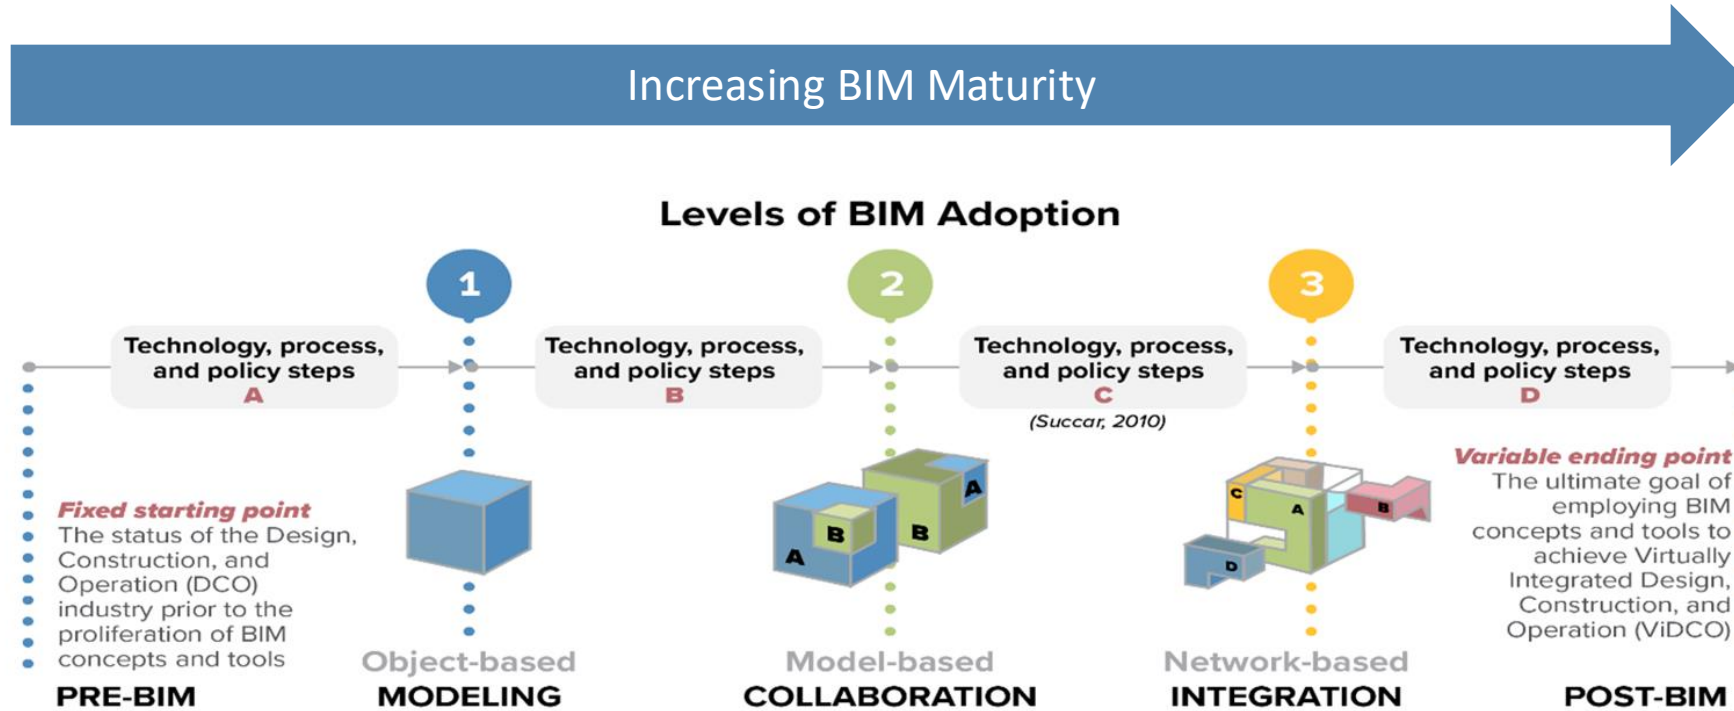 Increasing BIM Maturity
Levels of BIM Adoption
1
2
3
Technology, process,
and policy steps
A
Technology, process,
and policy steps
B
Technology, process,
and policy steps
C
(Succar, 2010)
Technology, process,
and policy steps
D
Fixed starting point
The status of the Design,
Construction, and
Operation (DCO)
industry prior to the
proliferation of BIM
concepts and tools
A
B
B
A
C
A
B
D
Variable ending point
The ultimate goal of
employing BIM
concepts and tools to
achieve Virtually
Integrated Design,
Construction, and
Operation (ViDCO)
PRE-BIM
Object-based
MODELING
Model-based
COLLABORATION
Network-based
INTEGRATION
POST-BIM